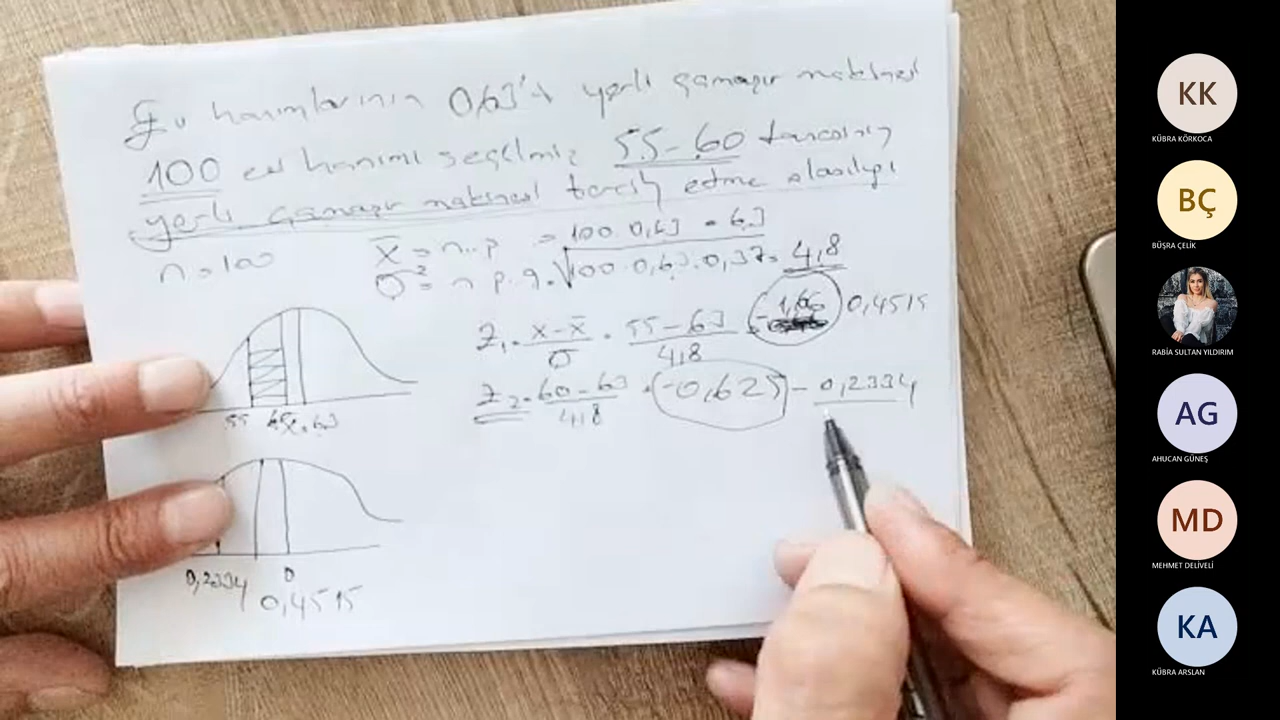 Ev hanımlarının 0,63'ü yerli çamaşır makinesi
100 ev hanımı seçilmiş 55-60 tanesinin
yerli çamaşır makinesi tercih etme olasılığı
n=100
x̄ = n.p = 100.0,63 = 63
σ² = n.p.q = √100.0,63.0,37 = 4,8
Z₁ = x-x̄/σ = 55-63/4,8 = -1,66 0,4515
Z₂ = 60-63/4,8 = -0,625 - 0,2334
55 x̄=63
0,2334 0
0,4515
KK
KÜBRA KÖRKOCA
BÇ
BÜŞRA ÇELİK
RABİA SULTAN YILDIRIM
AG
AHUCAN GÜNEŞ
MD
MEHMET DELİVELİ
KA
KÜBRA ARSLAN